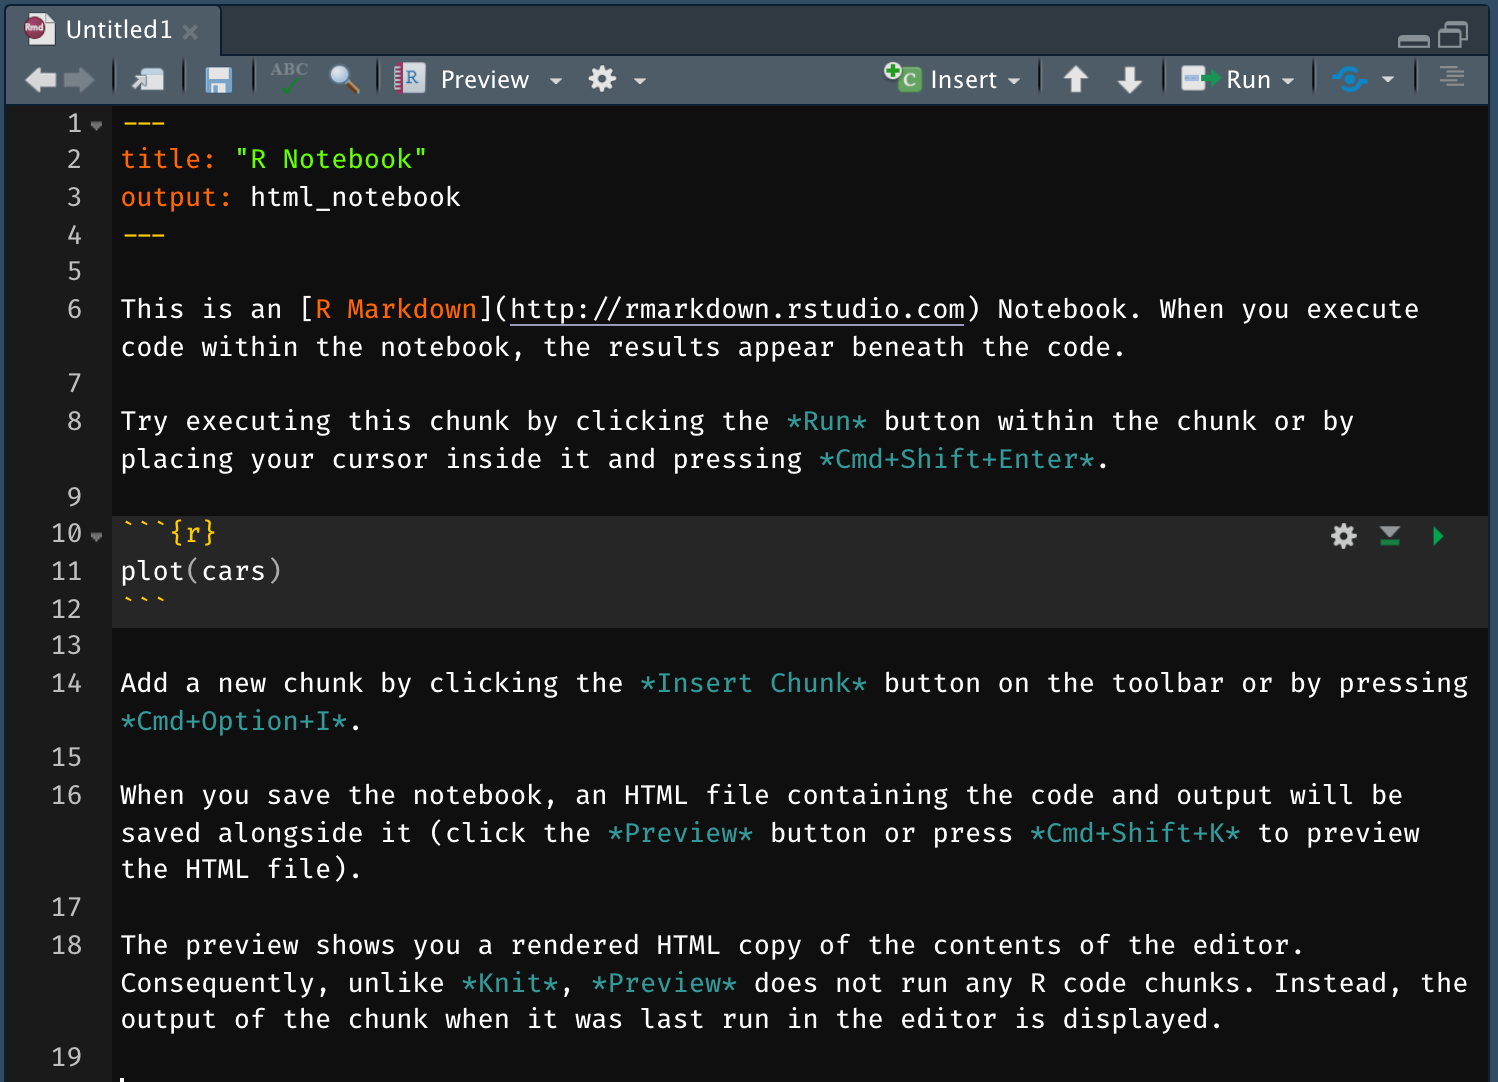 Rmd Untitled1
ABC R Preview C Insert Run
1 ---
2 title: "R Notebook"
3 output: html_notebook
4 ---
5
6 This is an [R Markdown](http://rmarkdown.rstudio.com) Notebook. When you execute
code within the notebook, the results appear beneath the code.
7
8 Try executing this chunk by clicking the *Run* button within the chunk or by
placing your cursor inside it and pressing *Cmd+Shift+Enter*.
9
10 ```{r}
11 plot(cars)
12 ```
13
14 Add a new chunk by clicking the *Insert Chunk* button on the toolbar or by pressing
*Cmd+Option+I*.
15
16 When you save the notebook, an HTML file containing the code and output will be
saved alongside it (click the *Preview* button or press *Cmd+Shift+K* to preview
the HTML file).
17
18 The preview shows you a rendered HTML copy of the contents of the editor.
Consequently, unlike *Knit*, *Preview* does not run any R code chunks. Instead, the
output of the chunk when it was last run in the editor is displayed.
19